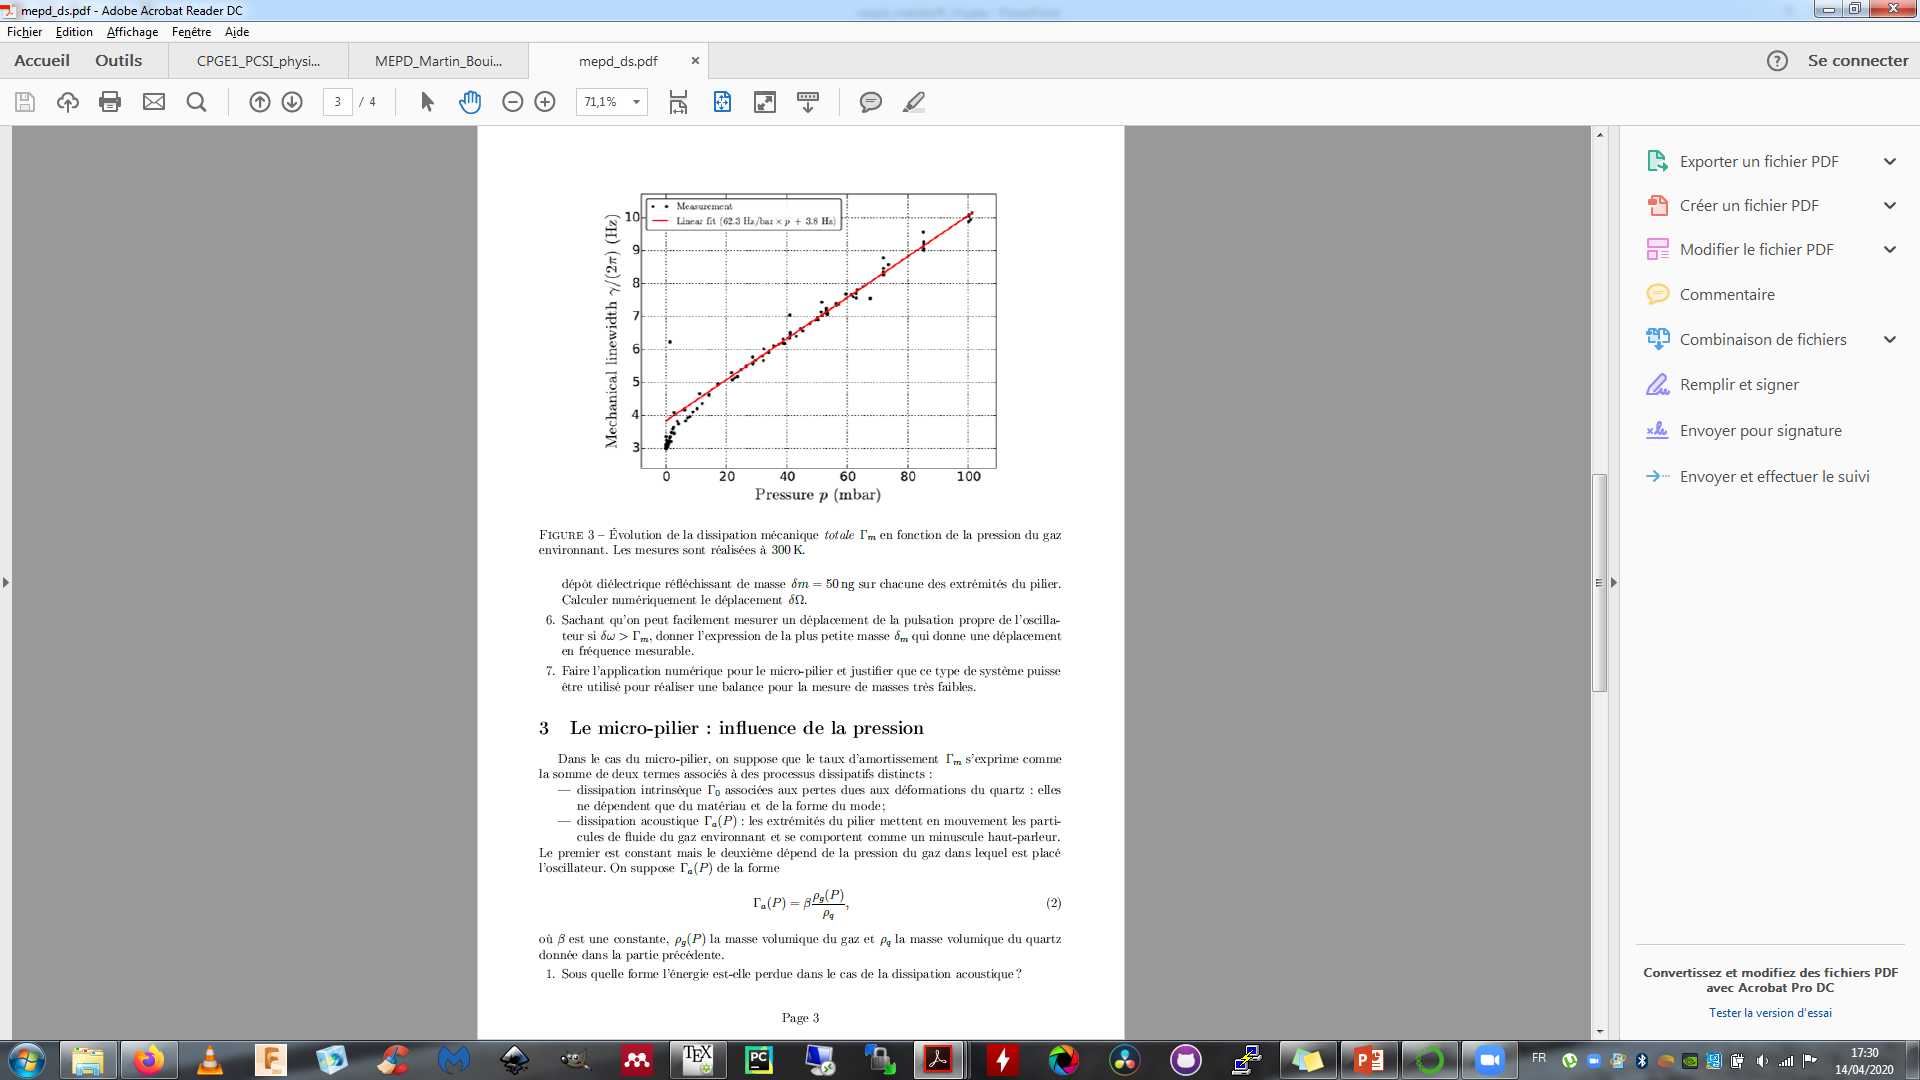 mepd_ds.pdf - Adobe Acrobat Reader DC
Fichier Edition Affichage Fenêtre Aide
Accueil Outils CPGE1_PCSI_physi... MEPD_Martin_Boui... mepd_ds.pdf ×
? Se connecter
3 / 4 71,1%
Measurement
Linear fit (62.3 Hz/bar × p + 3.8 Hz)
Mechanical linewidth γ/(2π) (Hz)
10
9
8
7
6
5
4
3
0 20 40 60 80 100
Pressure p (mbar)
FIGURE 3 – Évolution de la dissipation mécanique totale Γm en fonction de la pression du gaz
environnant. Les mesures sont réalisées à 300 K.
dépôt diélectrique réfléchissant de masse δm = 50 ng sur chacune des extrémités du pilier.
Calculer numériquement le déplacement δΩ.
6. Sachant qu'on peut facilement mesurer un déplacement de la pulsation propre de l'oscilla-
teur si δω > Γm, donner l'expression de la plus petite masse δm qui donne une déplacement
en fréquence mesurable.
7. Faire l'application numérique pour le micro-pilier et justifier que ce type de système puisse
être utilisé pour réaliser une balance pour la mesure de masses très faibles.
3 Le micro-pilier : influence de la pression
Dans le cas du micro-pilier, on suppose que le taux d'amortissement Γm s'exprime comme
la somme de deux termes associés à des processus dissipatifs distincts :
— dissipation intrinsèque Γ0 associées aux pertes dues aux déformations du quartz : elles
ne dépendent que du matériau et de la forme du mode ;
— dissipation acoustique Γa(P) : les extrémités du pilier mettent en mouvement les parti-
cules de fluide du gaz environnant et se comportent comme un minuscule haut-parleur.
Le premier est constant mais le deuxième dépend de la pression du gaz dans lequel est placé
l'oscillateur. On suppose Γa(P) de la forme
Γa(P) = β ρg(P)/ρq, (2)
où β est une constante, ρg(P) la masse volumique du gaz et ρq la masse volumique du quartz
donnée dans la partie précédente.
1. Sous quelle forme l'énergie est-elle perdue dans le cas de la dissipation acoustique ?
Page 3
Exporter un fichier PDF
Créer un fichier PDF
Modifier le fichier PDF
Commentaire
Combinaison de fichiers
Remplir et signer
Envoyer pour signature
Envoyer et effectuer le suivi
Convertissez et modifiez des fichiers PDF
avec Acrobat Pro DC
Tester la version d'essai
FR
17:30
14/04/2020